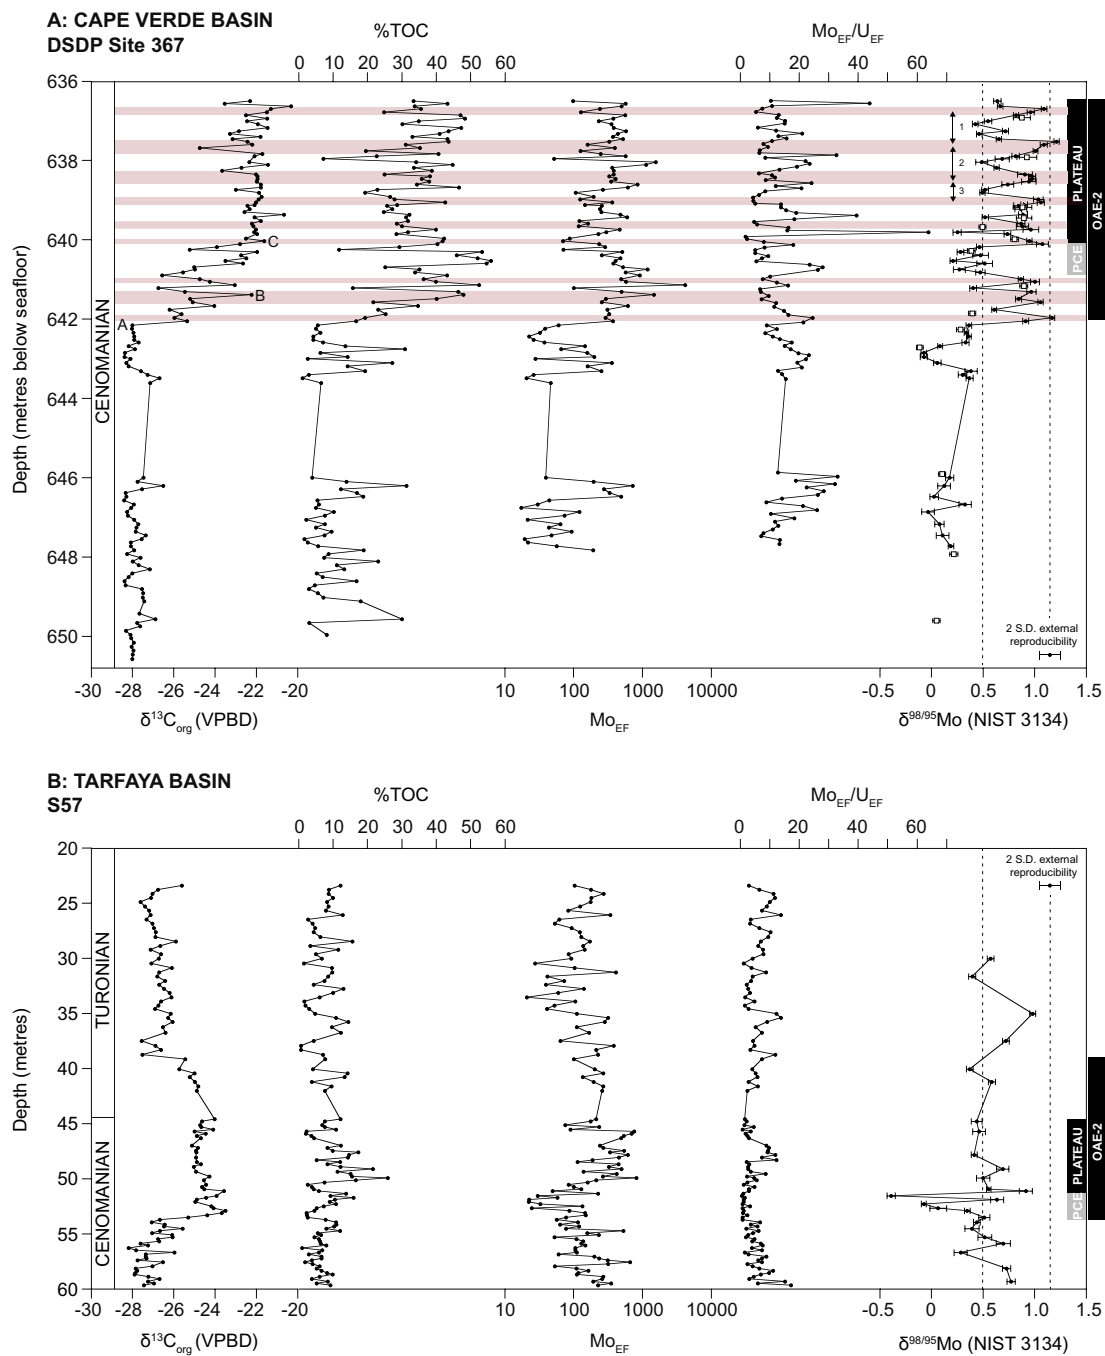 A: CAPE VERDE BASIN
DSDP Site 367
%TOC
MoEF/UEF
0 10 20 30 40 50 60
0 20 40 60
636
638
640
642
644
646
648
650
Depth (metres below seafloor)
CENOMANIAN
A
B
C
1
2
3
PLATEAU
PCE
OAE-2
2 S.D. external
reproducibility
-30 -28 -26 -24 -22 -20
10 100 1000 10000
-0.5 0 0.5 1.0 1.5
δ13Corg (VPBD)
MoEF
δ98/95Mo (NIST 3134)
B: TARFAYA BASIN
S57
%TOC
MoEF/UEF
0 10 20 30 40 50 60
0 20 40 60
20
25
30
35
40
45
50
55
60
Depth (metres)
TURONIAN
CENOMANIAN
2 S.D. external
reproducibility
PLATEAU
PCE
OAE-2
-30 -28 -26 -24 -22 -20
10 100 1000 10000
-0.5 0 0.5 1.0 1.5
δ13Corg (VPBD)
MoEF
δ98/95Mo (NIST 3134)